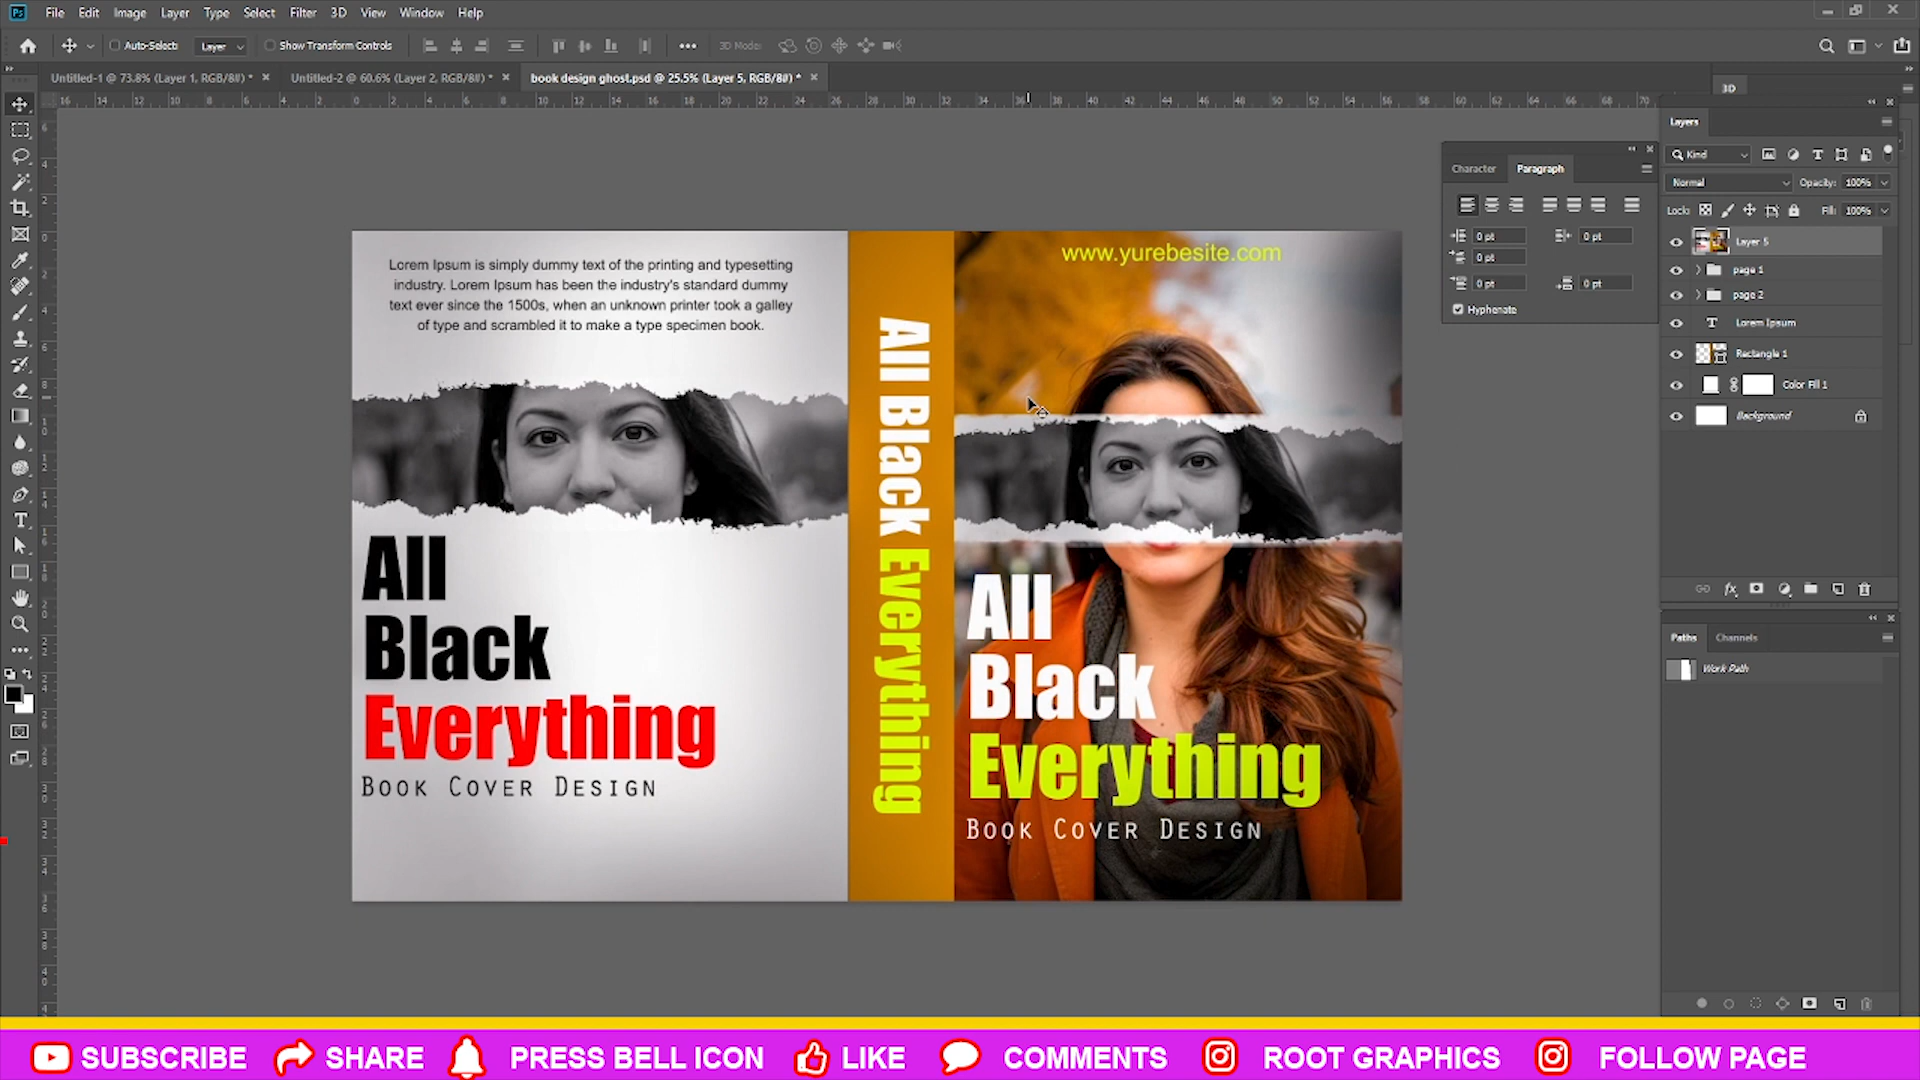 Ps File Edit Image Layer Type Select Filter 3D View Window Help
Auto-Select: Layer Show Transform Controls 3D Mode:
Untitled-1 @ 73.8% (Layer 1, RGB/8#) * Untitled-2 @ 60.6% (Layer 2, RGB/8#) * book design ghost.psd @ 25.5% (Layer 5, RGB/8#) *
3D
Layers
Kind
Normal Opacity: 100%
Lock: Fill: 100%
Layer 5
page 1
page 2
Lorem Ipsum
Rectangle 1
Color Fill 1
Background
Paths Channels
Work Path
Character Paragraph
0 pt 0 pt
0 pt
0 pt 0 pt
Hyphenate
Lorem Ipsum is simply dummy text of the printing and typesetting
industry. Lorem Ipsum has been the industry's standard dummy
text ever since the 1500s, when an unknown printer took a galley
of type and scrambled it to make a type specimen book.
All
Black
Everything
Book Cover Design
All Black Everything
www.yurebesite.com
All
Black
Everything
Book Cover Design
SUBSCRIBE SHARE PRESS BELL ICON LIKE COMMENTS ROOT GRAPHICS FOLLOW PAGE